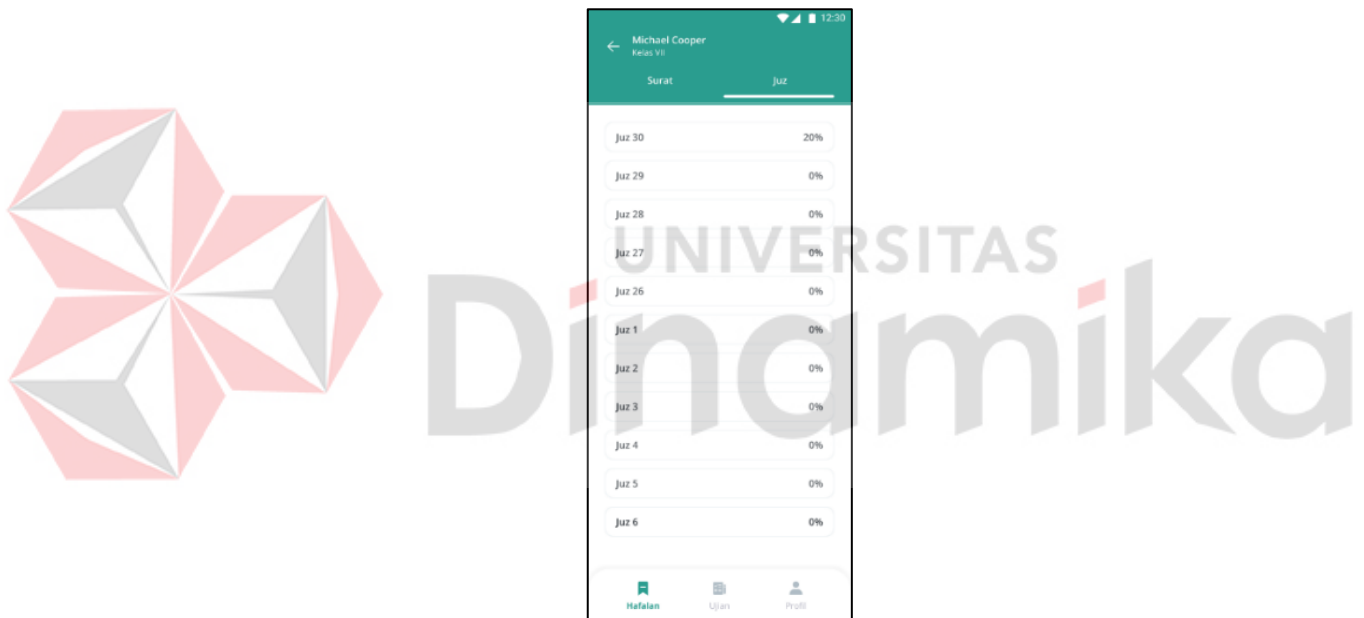 12:30
Michael Cooper
Kelas VII
Surat Juz
Juz 30 20%
Juz 29 0%
Juz 28 0%
UNIVERSITAS
Juz 27 0%
Dinamika
Juz 26 0%
Juz 1 0%
Juz 2 0%
Juz 3 0%
Juz 4 0%
Juz 5 0%
Juz 6 0%
Hafalan Ujian Profil